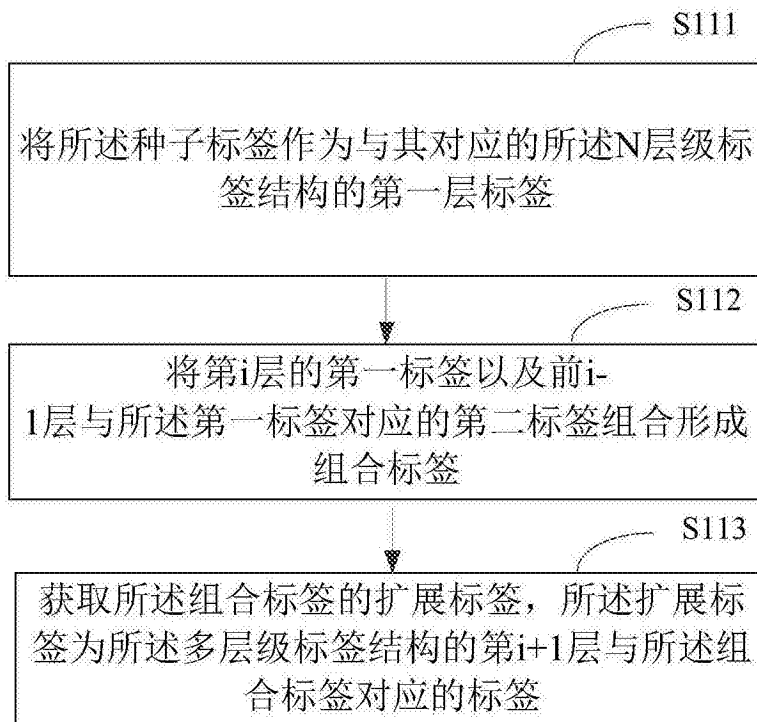 S111
将所述种子标签作为与其对应的所述N层级标
签结构的第一层标签
S112
将第i层的第一标签以及前i-
1层与所述第一标签对应的第二标签组合形成
组合标签
S113
获取所述组合标签的扩展标签，所述扩展标
签为所述多层级标签结构的第i+1层与所述组
合标签对应的标签